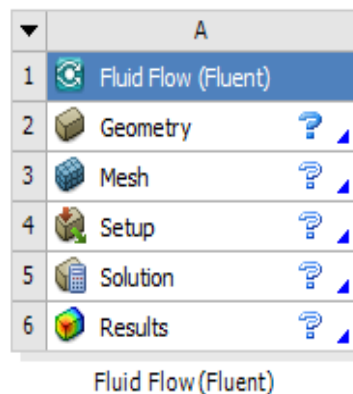 A
1 Fluid Flow (Fluent)
2 Geometry ?
3 Mesh ?
4 Setup ?
5 Solution ?
6 Results ?
Fluid Flow (Fluent)